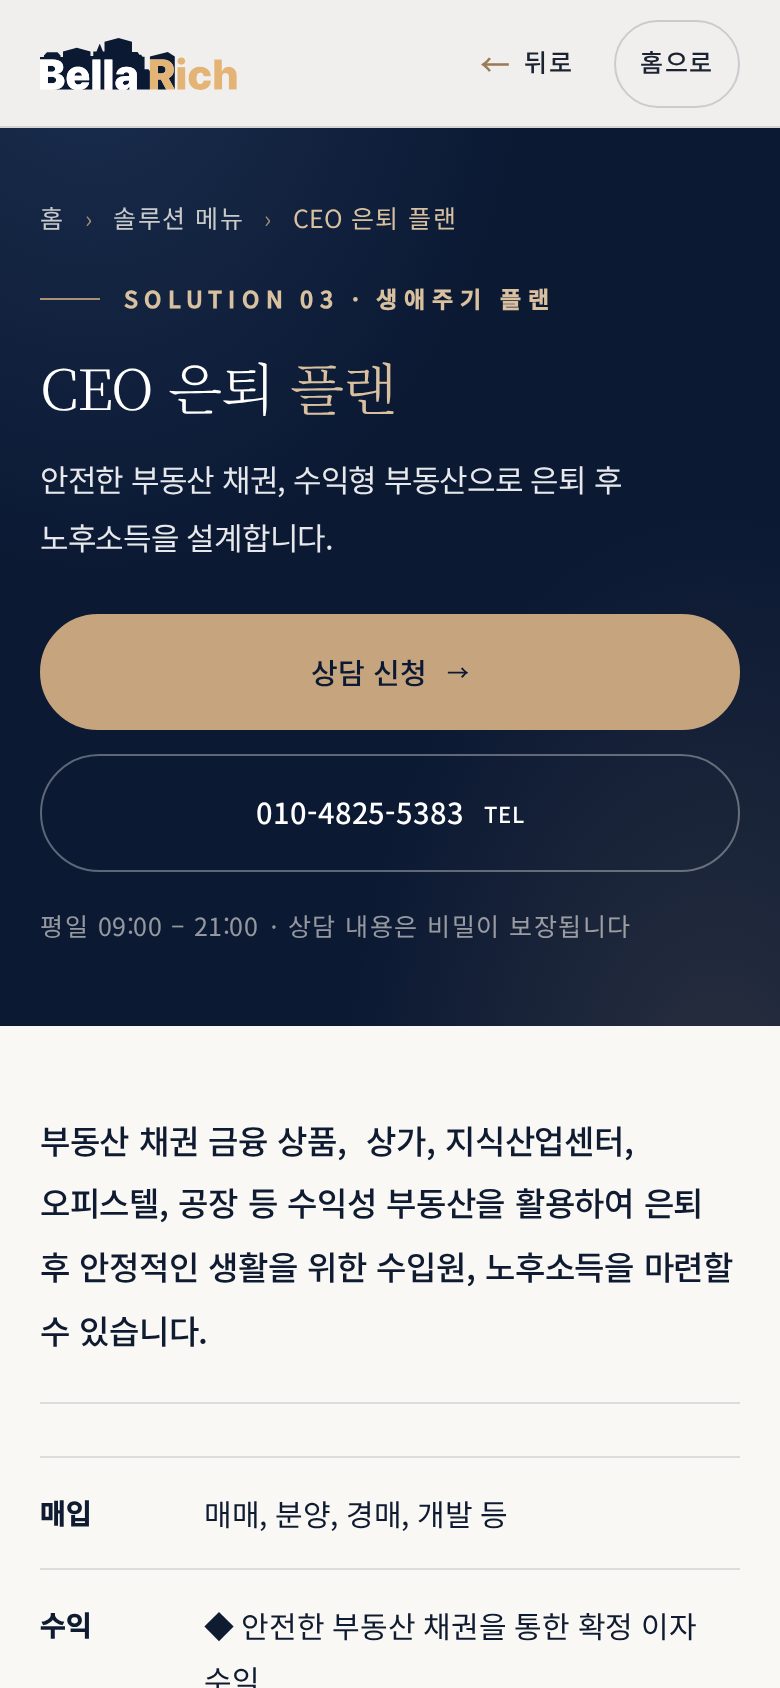 Bella Rich
← 뒤로
홈으로
홈 › 솔루션 메뉴 › CEO 은퇴 플랜
SOLUTION 03 · 생애주기 플랜
CEO 은퇴 플랜
안전한 부동산 채권, 수익형 부동산으로 은퇴 후
노후소득을 설계합니다.
상담 신청 →
010-4825-5383 TEL
평일 09:00 – 21:00 · 상담 내용은 비밀이 보장됩니다
부동산 채권 금융 상품, 상가, 지식산업센터,
오피스텔, 공장 등 수익성 부동산을 활용하여 은퇴
후 안정적인 생활을 위한 수입원, 노후소득을 마련할
수 있습니다.
매입 매매, 분양, 경매, 개발 등
수익 ◆ 안전한 부동산 채권을 통한 확정 이자
수익